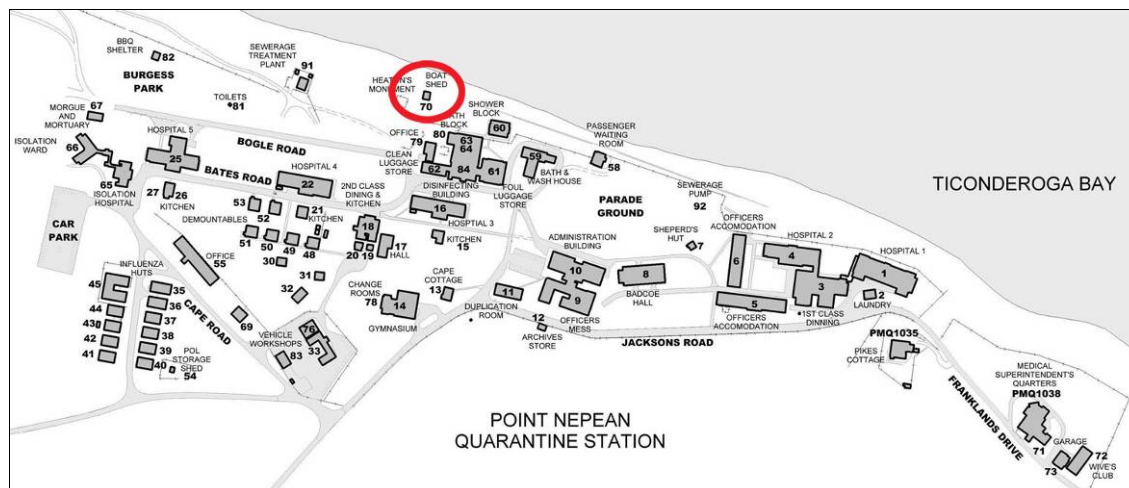 BBQ
SHELTER
82
BURGESS
PARK
SEWERAGE
TREATMENT
PLANT
91
TOILETS
81
HEATON'S
MONUMENT
BOAT
SHED
70
SHOWER
BLOCK
60
PASSENGER
WAITING
ROOM
58
TICONDEROGA BAY
MORGUE
AND
MORTUARY
67
ISOLATION
WARD
66
65
ISOLATION
HOSPITAL
HOSPITAL 5
25
BOGLE ROAD
BATES ROAD
HOSPITAL 4
22
OFFICE
79
80
BATH
BLOCK
63
64
CLEAN
LUGGAGE
STORE
62
84
61
59
BATH &
WASH HOUSE
FOUL
LUGGAGE
STORE
DISINFECTING
BUILDING
16
HOSPTIAL 3
2ND CLASS
DINING &
KITCHEN
18
17
HALL
20
19
KITCHEN
15
27
26
KITCHEN
DEMOUNTABLES
53
52
21
KITCHEN
51
50
49
48
30
31
32
CAR
PARK
OFFICE
55
INFLUENZA
HUTS
45
44
43
42
41
35
36
37
38
39
40
POL
STORAGE
SHED
54
CAPE ROAD
69
VEHICLE
WORKSHOPS
76
33
83
CHANGE
ROOMS
78
14
GYMNASIUM
CAPE
COTTAGE
13
11
DUPLICATION
ROOM
PARADE
GROUND
SEWERAGE
PUMP
92
SHEPERD'S
HUT
7
ADMINISTRATION
BUILDING
10
9
OFFICERS
MESS
12
ARCHIVES
STORE
8
BADCOE
HALL
OFFICERS
ACCOMODATION
6
5
OFFICERS
ACCOMODATION
HOSPITAL 2
4
3
1ST CLASS
DINNING
HOSPITAL 1
1
2
LAUNDRY
JACKSONS ROAD
PMQ1035
PIKES
COTTAGE
FRANKLANDS DRIVE
MEDICAL
SUPERINTENDENT'S
QUARTERS
PMQ1038
71
GARAGE
73
72
WIVE'S
CLUB
POINT NEPEAN
QUARANTINE STATION